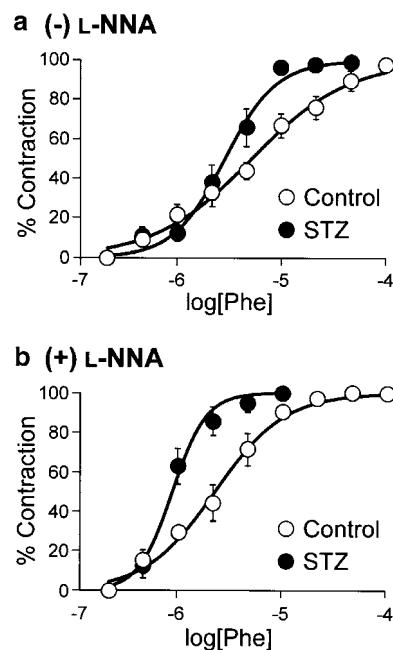 a (-) L-NNA
% Contraction
100
80
60
40
20
0
Control
STZ
-7
-6
-5
-4
log[Phe]
b (+) L-NNA
% Contraction
100
80
60
40
20
0
Control
STZ
-7
-6
-5
-4
log[Phe]